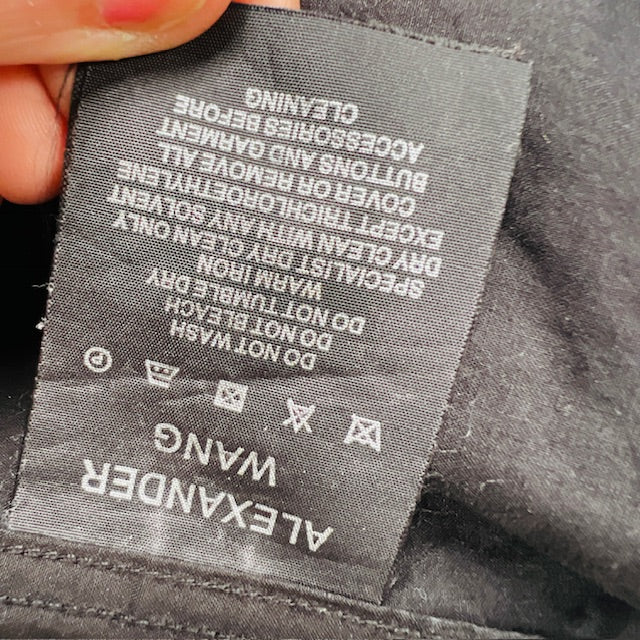 ALEXANDER
WANG
P
DO NOT WASH
DO NOT BLEACH
DO NOT TUMBLE DRY
WARM IRON
SPECIALIST DRY CLEAN ONLY
DRY CLEAN WITH ANY SOLVENT
EXCEPT TRICHLOROETHYLENE
COVER OR REMOVE ALL
BUTTONS AND GARMENT
ACCESSORIES BEFORE
CLEANING